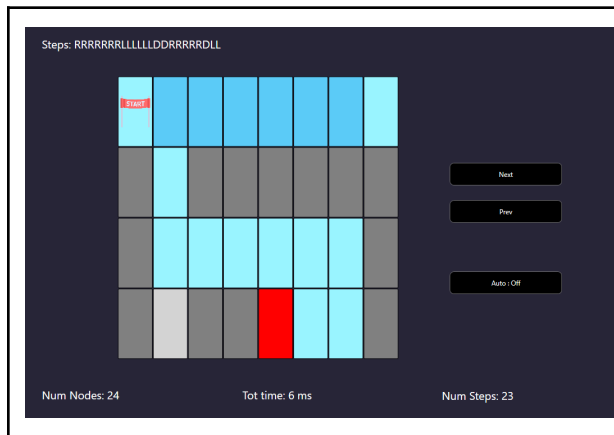 Steps: RRRRRRRLLLLLLDDRRRRRDLL
START
Next
Prev
Auto : Off
Num Nodes: 24
Tot time: 6 ms
Num Steps: 23